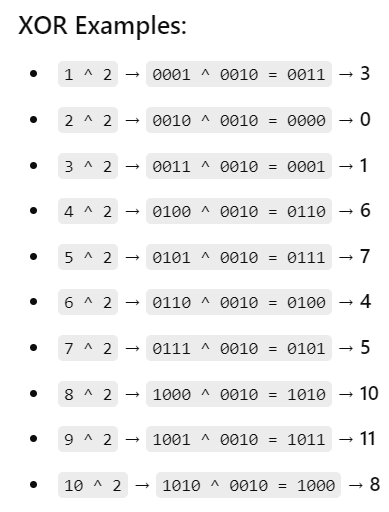 XOR Examples:
• 1 ^ 2 → 0001 ^ 0010 = 0011 → 3
• 2 ^ 2 → 0010 ^ 0010 = 0000 → 0
• 3 ^ 2 → 0011 ^ 0010 = 0001 → 1
• 4 ^ 2 → 0100 ^ 0010 = 0110 → 6
• 5 ^ 2 → 0101 ^ 0010 = 0111 → 7
• 6 ^ 2 → 0110 ^ 0010 = 0100 → 4
• 7 ^ 2 → 0111 ^ 0010 = 0101 → 5
• 8 ^ 2 → 1000 ^ 0010 = 1010 → 10
• 9 ^ 2 → 1001 ^ 0010 = 1011 → 11
• 10 ^ 2 → 1010 ^ 0010 = 1000 → 8